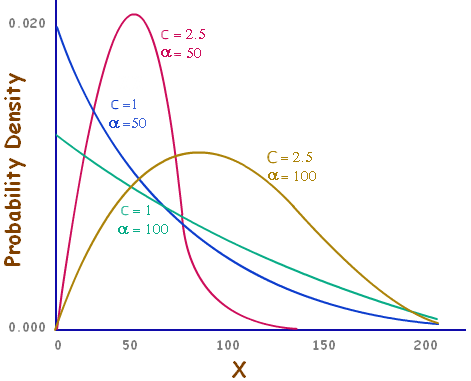 0.020
C = 2.5
α = 50
C =1
α =50
C = 2.5
α = 100
C = 1
α = 100
Probability Density
0.000
0 50 100 150 200
X